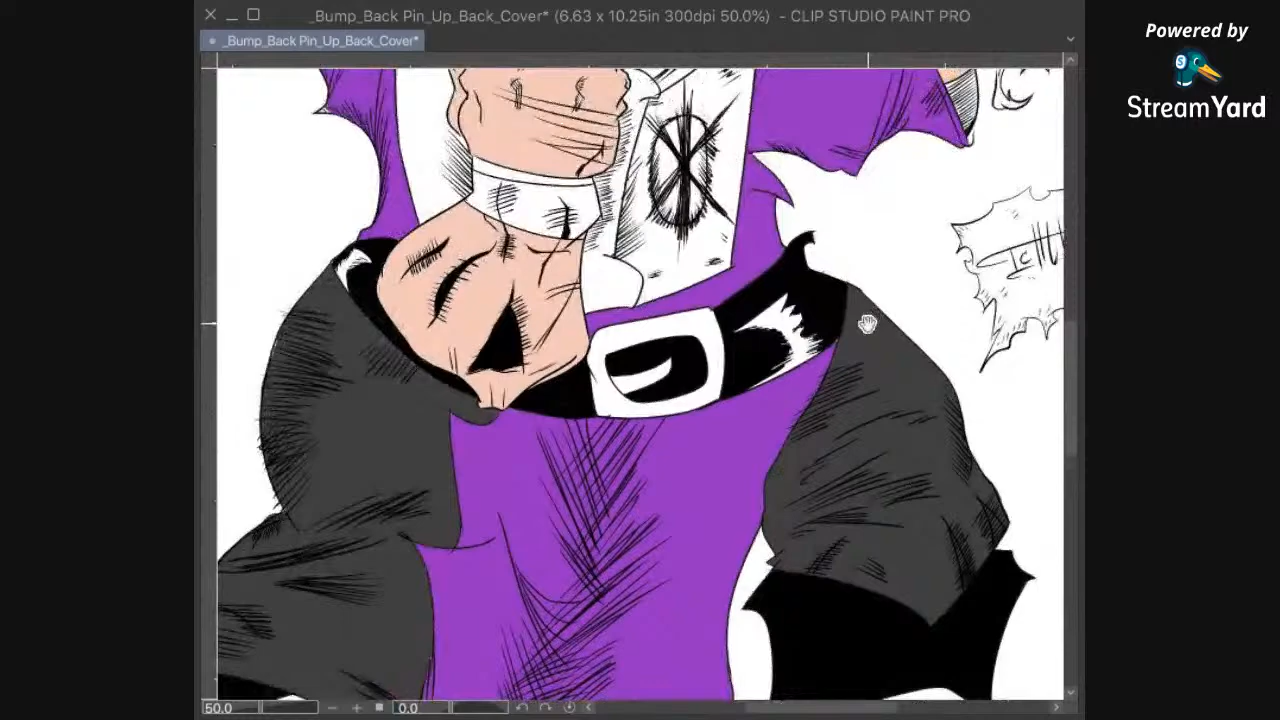 _Bump_Back Pin_Up_Back_Cover* (6.63 x 10.25in 300dpi 50.0%) - CLIP STUDIO PAINT PRO
_Bump_Back Pin_Up_Back_Cover*
Powered by
StreamYard
50.0
0.0